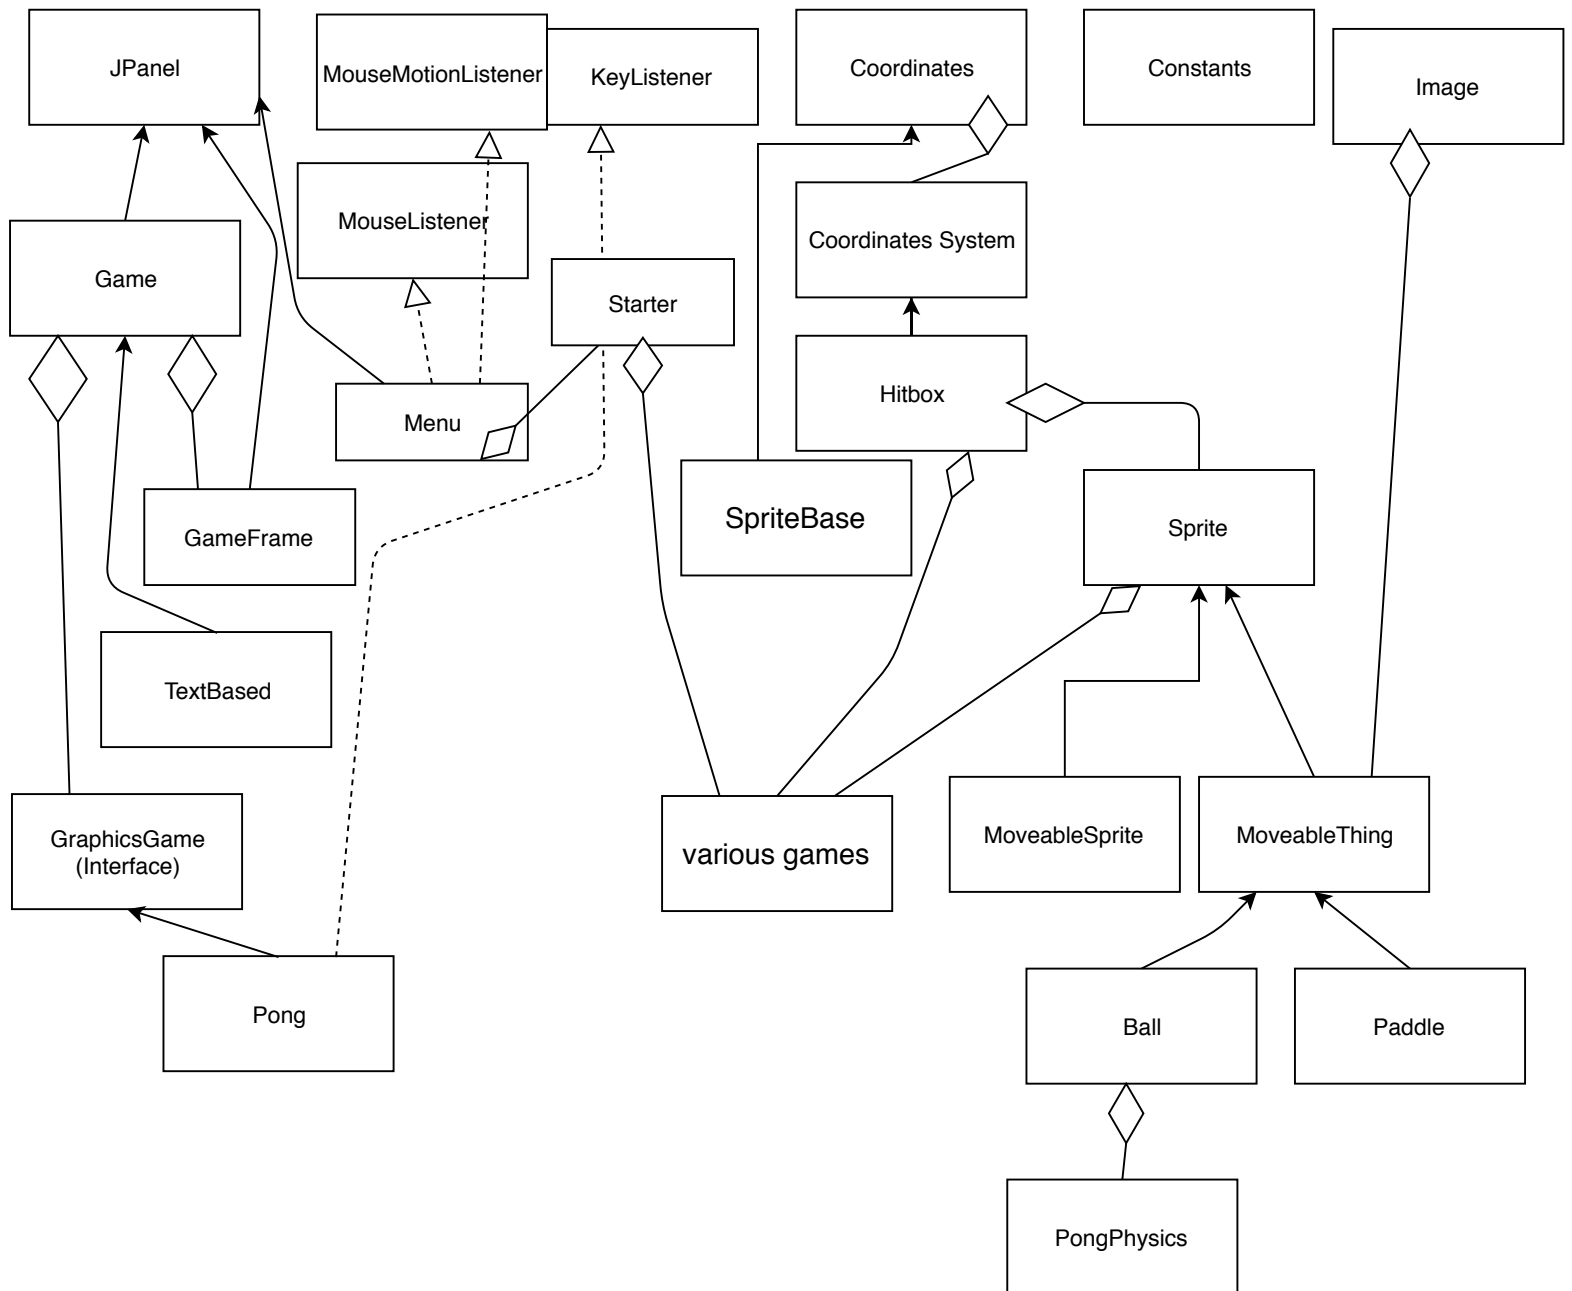 JPanel
MouseMotionListener
KeyListener
Coordinates
Constants
Image
MouseListener
Coordinates System
Game
Starter
Hitbox
Menu
SpriteBase
Sprite
GameFrame
TextBased
GraphicsGame
(Interface)
various games
MoveableSprite
MoveableThing
Pong
Ball
Paddle
PongPhysics